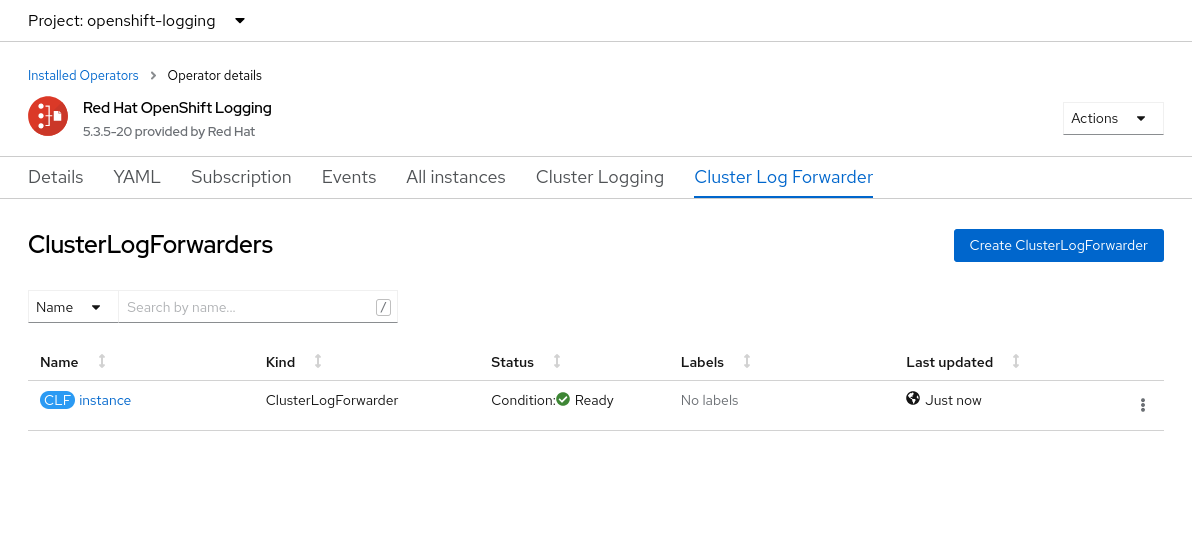 Project: openshift-logging
Installed Operators > Operator details
Red Hat OpenShift Logging
5.3.5-20 provided by Red Hat
Actions
Details YAML Subscription Events All instances Cluster Logging Cluster Log Forwarder
ClusterLogForwarders
Create ClusterLogForwarder
Name Search by name... /
Name Kind Status Labels Last updated
CLF instance ClusterLogForwarder Condition: Ready No labels Just now